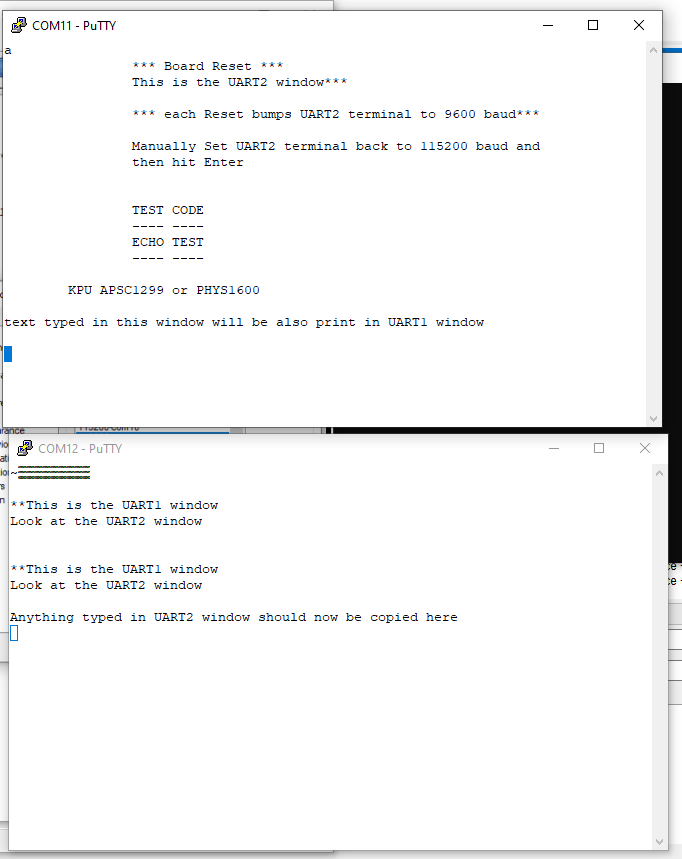 COM11 - PuTTY
a
*** Board Reset ***
This is the UART2 window***
*** each Reset bumps UART2 terminal to 9600 baud***
Manually Set UART2 terminal back to 115200 baud and
then hit Enter
TEST CODE
---- ----
ECHO TEST
---- ----
KPU APSC1299 or PHYS1600
text typed in this window will be also print in UART1 window
COM12 - PuTTY
**This is the UART1 window
Look at the UART2 window
**This is the UART1 window
Look at the UART2 window
Anything typed in UART2 window should now be copied here